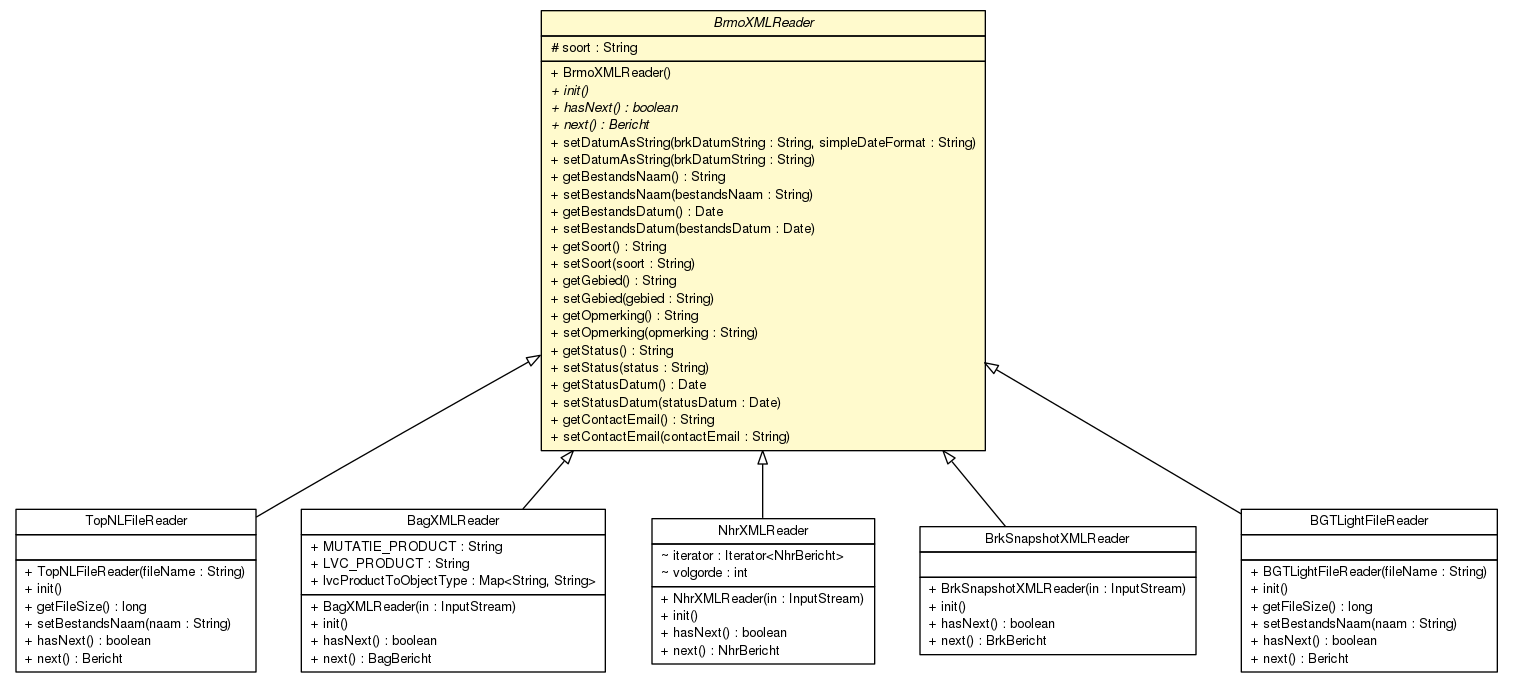 BrmoXMLReader
# soort : String
+ BrmoXMLReader()
+ init()
+ hasNext() : boolean
+ next() : Bericht
+ setDatumAsString(brkDatumString : String, simpleDateFormat : String)
+ setDatumAsString(brkDatumString : String)
+ getBestandsNaam() : String
+ setBestandsNaam(bestandsNaam : String)
+ getBestandsDatum() : Date
+ setBestandsDatum(bestandsDatum : Date)
+ getSoort() : String
+ setSoort(soort : String)
+ getGebied() : String
+ setGebied(gebied : String)
+ getOpmerking() : String
+ setOpmerking(opmerking : String)
+ getStatus() : String
+ setStatus(status : String)
+ getStatusDatum() : Date
+ setStatusDatum(statusDatum : Date)
+ getContactEmail() : String
+ setContactEmail(contactEmail : String)
TopNLFileReader
+ TopNLFileReader(fileName : String)
+ init()
+ getFileSize() : long
+ setBestandsNaam(naam : String)
+ hasNext() : boolean
+ next() : Bericht
BagXMLReader
+ MUTATIE_PRODUCT : String
+ LVC_PRODUCT : String
+ lvcProductToObjectType : Map<String, String>
+ BagXMLReader(in : InputStream)
+ init()
+ hasNext() : boolean
+ next() : BagBericht
NhrXMLReader
~ iterator : Iterator<NhrBericht>
~ volgorde : int
+ NhrXMLReader(in : InputStream)
+ init()
+ hasNext() : boolean
+ next() : NhrBericht
BrkSnapshotXMLReader
+ BrkSnapshotXMLReader(in : InputStream)
+ init()
+ hasNext() : boolean
+ next() : BrkBericht
BGTLightFileReader
+ BGTLightFileReader(fileName : String)
+ init()
+ getFileSize() : long
+ setBestandsNaam(naam : String)
+ hasNext() : boolean
+ next() : Bericht